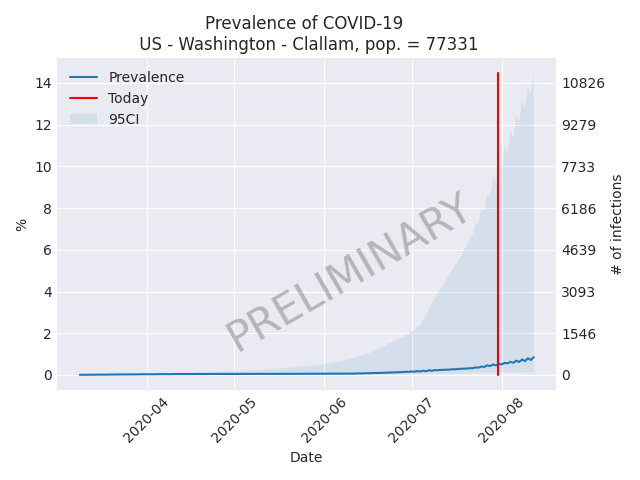 Prevalence of COVID-19
US - Washington - Clallam, pop. = 77331
Prevalence
Today
95CI
14
12
10
8
6
4
2
0
%
10826
9279
7733
6186
4639
3093
1546
0
# of infections
PRELIMINARY
2020-04
2020-05
2020-06
2020-07
2020-08
Date